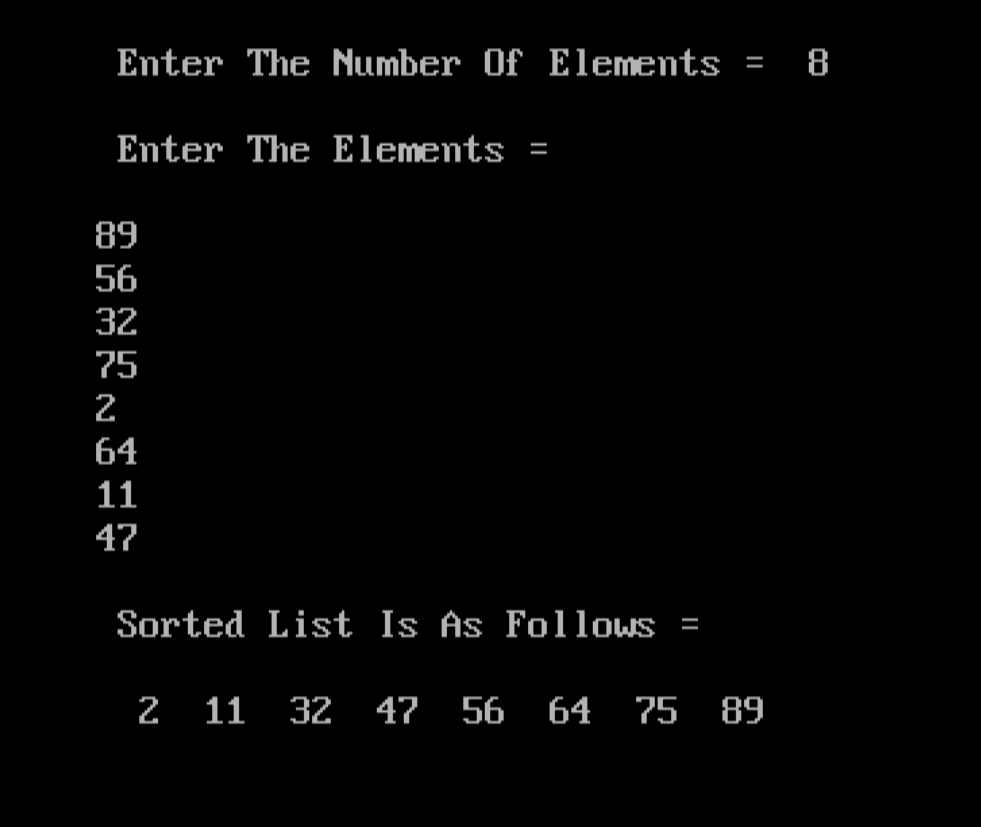 Enter The Number Of Elements = 8
Enter The Elements =
89
56
32
75
2
64
11
47
Sorted List Is As Follows =
2 11 32 47 56 64 75 89